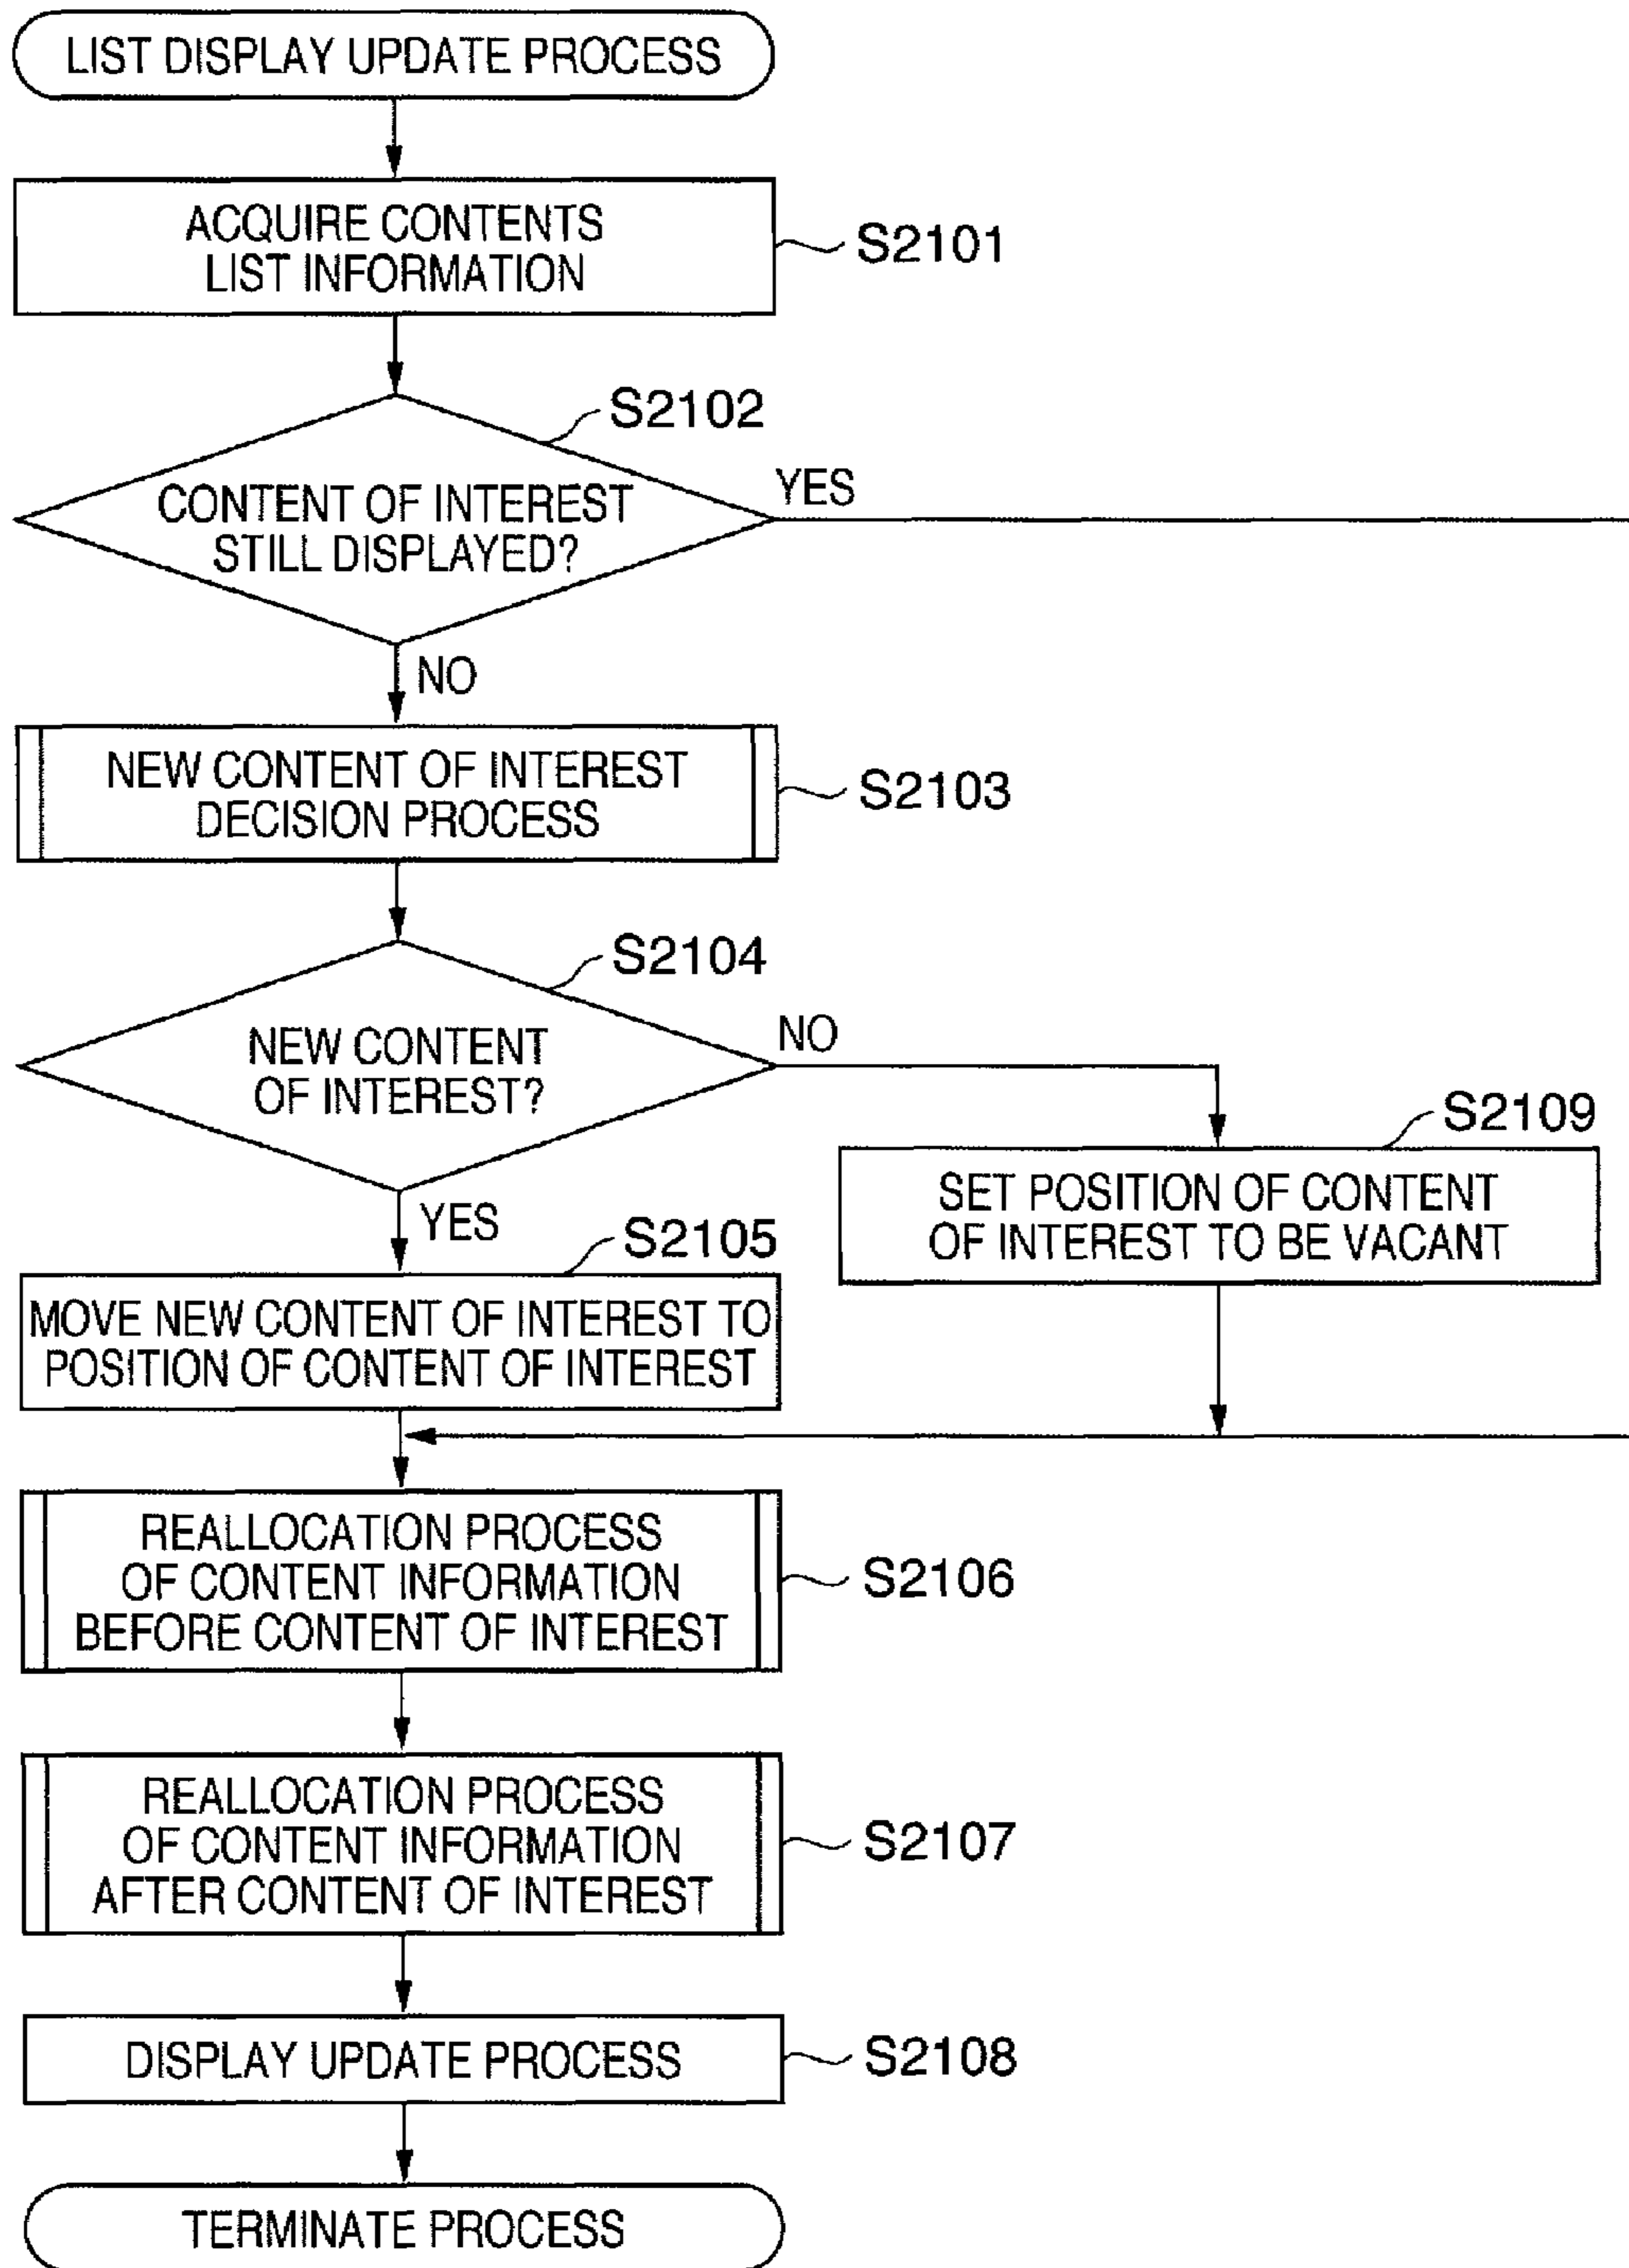 LIST DISPLAY UPDATE PROCESS
ACQUIRE CONTENTS
LIST INFORMATION
S2101
S2102
CONTENT OF INTEREST
STILL DISPLAYED?
YES
NO
NEW CONTENT OF INTEREST
DECISION PROCESS
S2103
S2104
NEW CONTENT
OF INTEREST?
NO
YES
S2109
SET POSITION OF CONTENT
OF INTEREST TO BE VACANT
S2105
MOVE NEW CONTENT OF INTEREST TO
POSITION OF CONTENT OF INTEREST
REALLOCATION PROCESS
OF CONTENT INFORMATION
BEFORE CONTENT OF INTEREST
S2106
REALLOCATION PROCESS
OF CONTENT INFORMATION
AFTER CONTENT OF INTEREST
S2107
DISPLAY UPDATE PROCESS
S2108
TERMINATE PROCESS